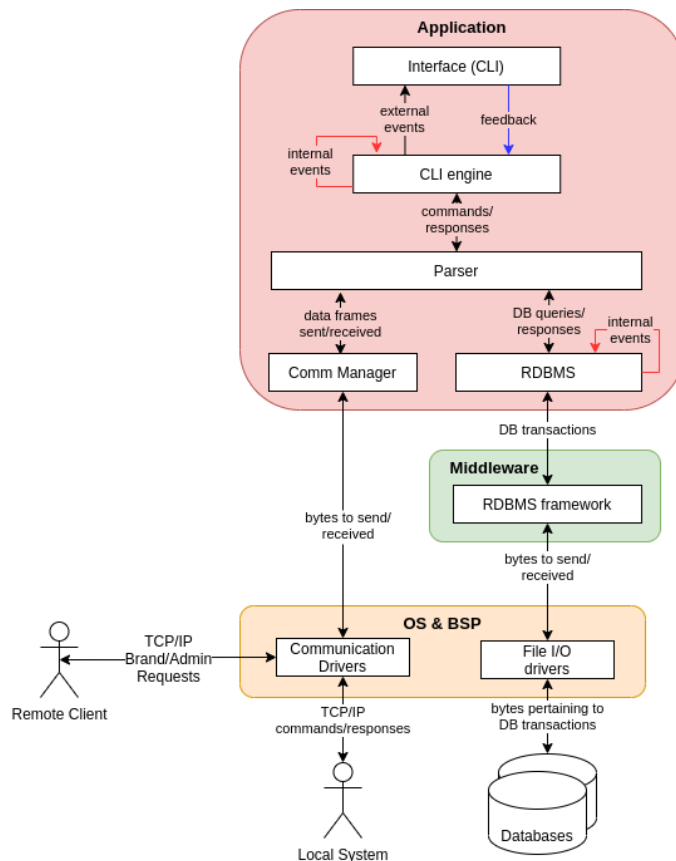 Application
Interface (CLI)
external
events
feedback
internal
events
CLI engine
commands/
responses
Parser
data frames
sent/received
DB queries/
responses
internal
events
Comm Manager
RDBMS
DB transactions
Middleware
RDBMS framework
bytes to send/
received
bytes to send/
received
OS & BSP
TCP/IP
Brand/Admin
Requests
Communication
Drivers
File I/O
drivers
Remote Client
TCP/IP
commands/responses
bytes pertaining to
DB transactions
Local System
Databases